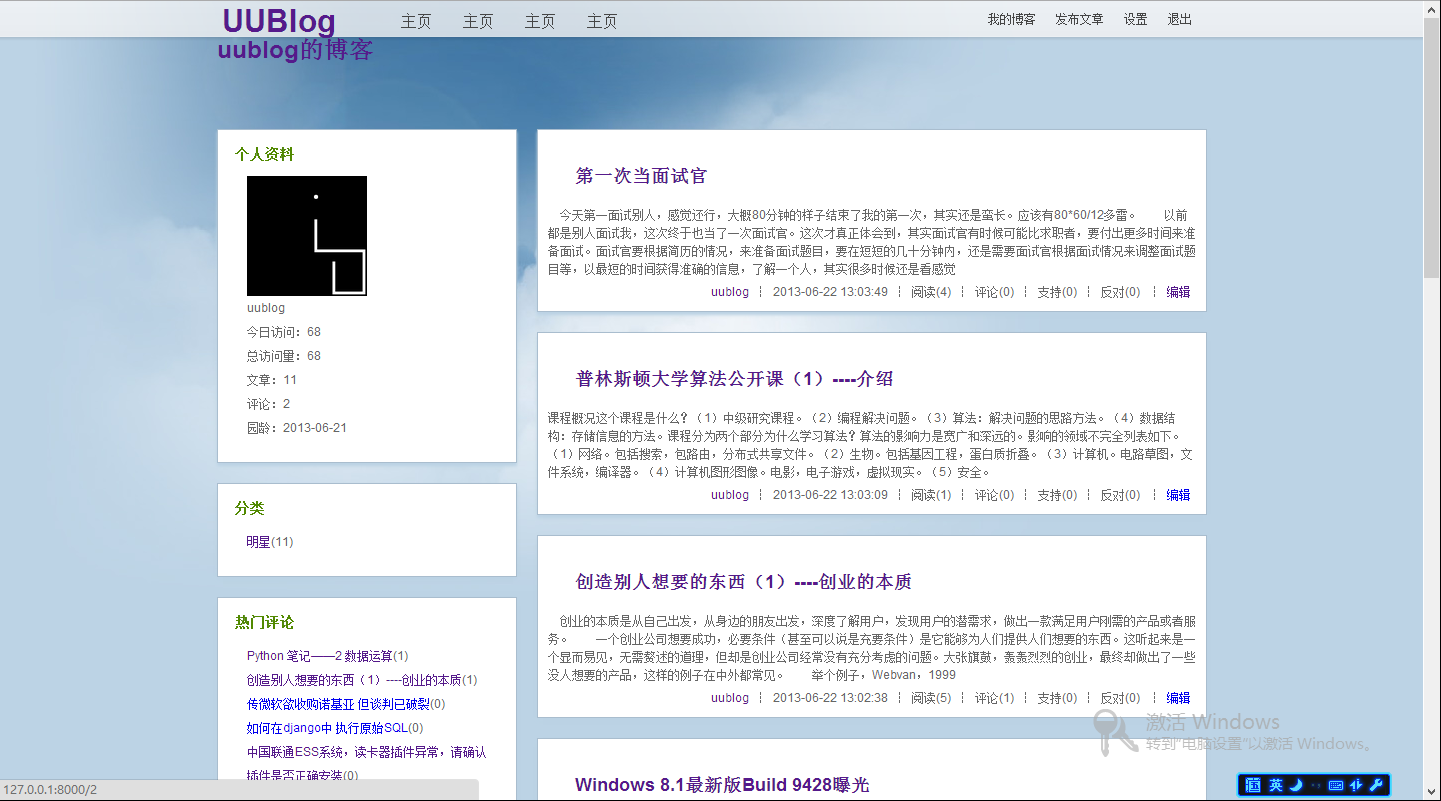 UUBlog
主页 主页 主页 主页
我的博客 发布文章 设置 退出
uublog的博客
个人资料
uublog
今日访问：68
总访问量：68
文章：11
评论：2
园龄：2013-06-21
分类
明星(11)
热门评论
Python 笔记——2 数据运算(1)
创造别人想要的东西（1）----创业的本质(1)
传微软欲收购诺基亚 但谈判已破裂(0)
如何在django中 执行原始SQL(0)
中国联通ESS系统，读卡器插件异常，请确认
插件是否正确安装(0)
第一次当面试官
今天第一面试别人，感觉还行，大概80分钟的样子结束了我的第一次，其实还是蛮长。应该有80*60/12多雷。 以前
都是别人面试我，这次终于也当了一次面试官。这次才真正体会到，其实面试官有时候可能比求职者，要付出更多时间来准
备面试。面试官要根据简历的情况，来准备面试题目，要在短短的几十分钟内，还是需要面试官根据面试情况来调整面试题
目等，以最短的时间获得准确的信息，了解一个人，其实很多时候还是看感觉
uublog ┆ 2013-06-22 13:03:49 ┆ 阅读(4) ┆ 评论(0) ┆ 支持(0) ┆ 反对(0) ┆ 编辑
普林斯顿大学算法公开课（1）----介绍
课程概况这个课程是什么？（1）中级研究课程。（2）编程解决问题。（3）算法：解决问题的思路方法。（4）数据结
构：存储信息的方法。课程分为两个部分为什么学习算法？算法的影响力是宽广和深远的。影响的领域不完全列表如下。
（1）网络。包括搜索，包路由，分布式共享文件。（2）生物。包括基因工程，蛋白质折叠。（3）计算机。电路草图，文
件系统，编译器。（4）计算机图形图像。电影，电子游戏，虚拟现实。（5）安全。
uublog ┆ 2013-06-22 13:03:09 ┆ 阅读(1) ┆ 评论(0) ┆ 支持(0) ┆ 反对(0) ┆ 编辑
创造别人想要的东西（1）----创业的本质
创业的本质是从自己出发，从身边的朋友出发，深度了解用户，发现用户的潜需求，做出一款满足用户刚需的产品或者服
务。 一个创业公司想要成功，必要条件（甚至可以说是充要条件）是它能够为人们提供人们想要的东西。这听起来是一
个显而易见，无需赘述的道理，但却是创业公司经常没有充分考虑的问题。大张旗鼓，轰轰烈烈的创业，最终却做出了一些
没人想要的产品，这样的例子在中外都常见。 举个例子，Webvan，1999
uublog ┆ 2013-06-22 13:02:38 ┆ 阅读(5) ┆ 评论(1) ┆ 支持(0) ┆ 反对(0) ┆ 编辑
Windows 8.1最新版Build 9428曝光
激活 Windows
转到“电脑设置”以激活 Windows。
127.0.0.1:8000/2
英